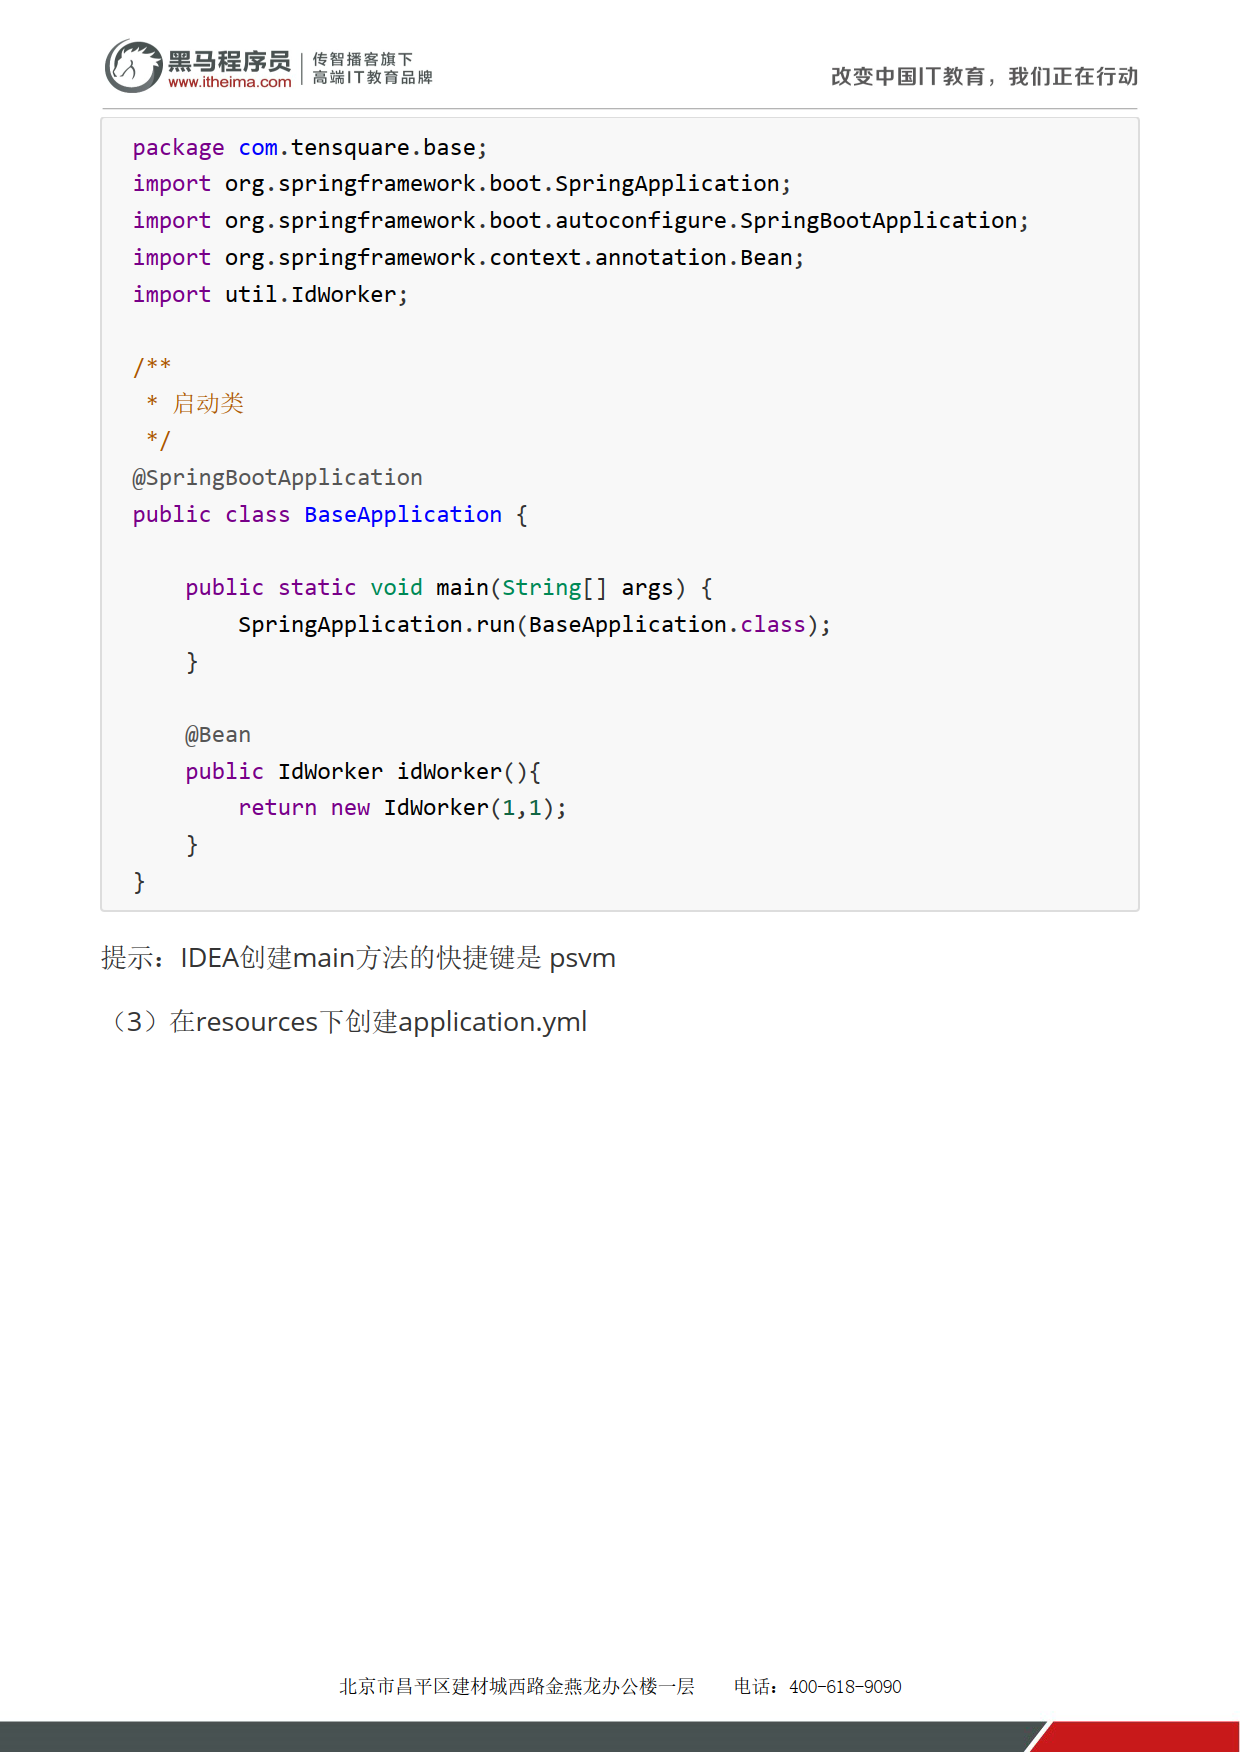 黑马程序员
www.itheima.com
传智播客旗下
高端IT教育品牌
改变中国IT教育，我们正在行动
package com.tensquare.base;
import org.springframework.boot.SpringApplication;
import org.springframework.boot.autoconfigure.SpringBootApplication;
import org.springframework.context.annotation.Bean;
import util.IdWorker;
/**
 * 启动类
 */
@SpringBootApplication
public class BaseApplication {
    public static void main(String[] args) {
        SpringApplication.run(BaseApplication.class);
    }
    @Bean
    public IdWorker idWorker(){
        return new IdWorker(1,1);
    }
}
提示：IDEA创建main方法的快捷键是 psvm
（3）在resources下创建application.yml
北京市昌平区建材城西路金燕龙办公楼一层 电话：400-618-9090